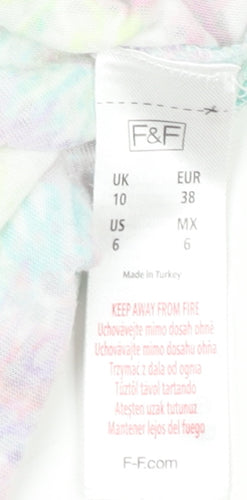 F&F
UK EUR
10 38
US MX
6 6
Made in Turkey
KEEP AWAY FROM FIRE
Uchovávejte mimo dosah ohně
Uchovávajte mimo dosahu ohňa
Trzymać z dala od ognia
Tűztől távol tartandó
Ateşten uzak tutunuz
Mantener lejos del fuego
F-F.com